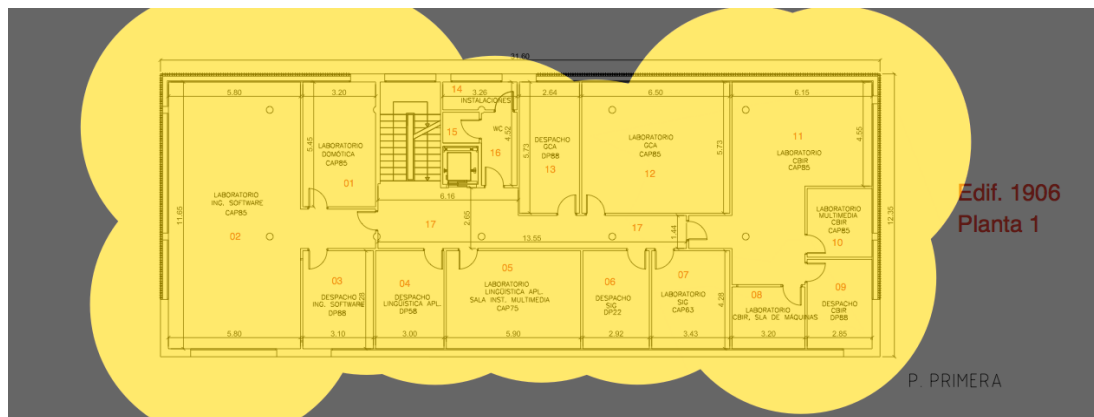 31.60
5.80
3.20
14
3.26
INSTALACIONES
2.64
6.50
6.15
15
WC
4.52
16
5.45
LABORATORIO
DOMÓTICA
CAP85
01
DESPACHO
GCA
DP88
13
5.73
LABORATORIO
GCA
CAP85
12
5.73
11
LABORATORIO
CBIR
CAP85
4.55
LABORATORIO
ING. SOFTWARE
CAP85
02
11.65
6.16
2.65
17
13.55
17
1.44
LABORATORIO
MULTIMEDIA
CBIR
CAP85
10
12.35
Edif. 1906
Planta 1
03
DESPACHO
ING. SOFTWARE
DP88
4.28
04
DESPACHO
LINGÜÍSTICA APL.
DP58
05
LABORATORIO
LINGÜÍSTICA APL.
SALA INST. MULTIMEDIA
CAP75
06
DESPACHO
SIG
DP22
07
LABORATORIO
SIG
CAP63
4.28
08
LABORATORIO
CBIR, SLA DE MÁQUINAS
09
DESPACHO
CBIR
DP88
5.80
3.10
3.00
5.90
2.92
3.43
3.20
2.85
P. PRIMERA